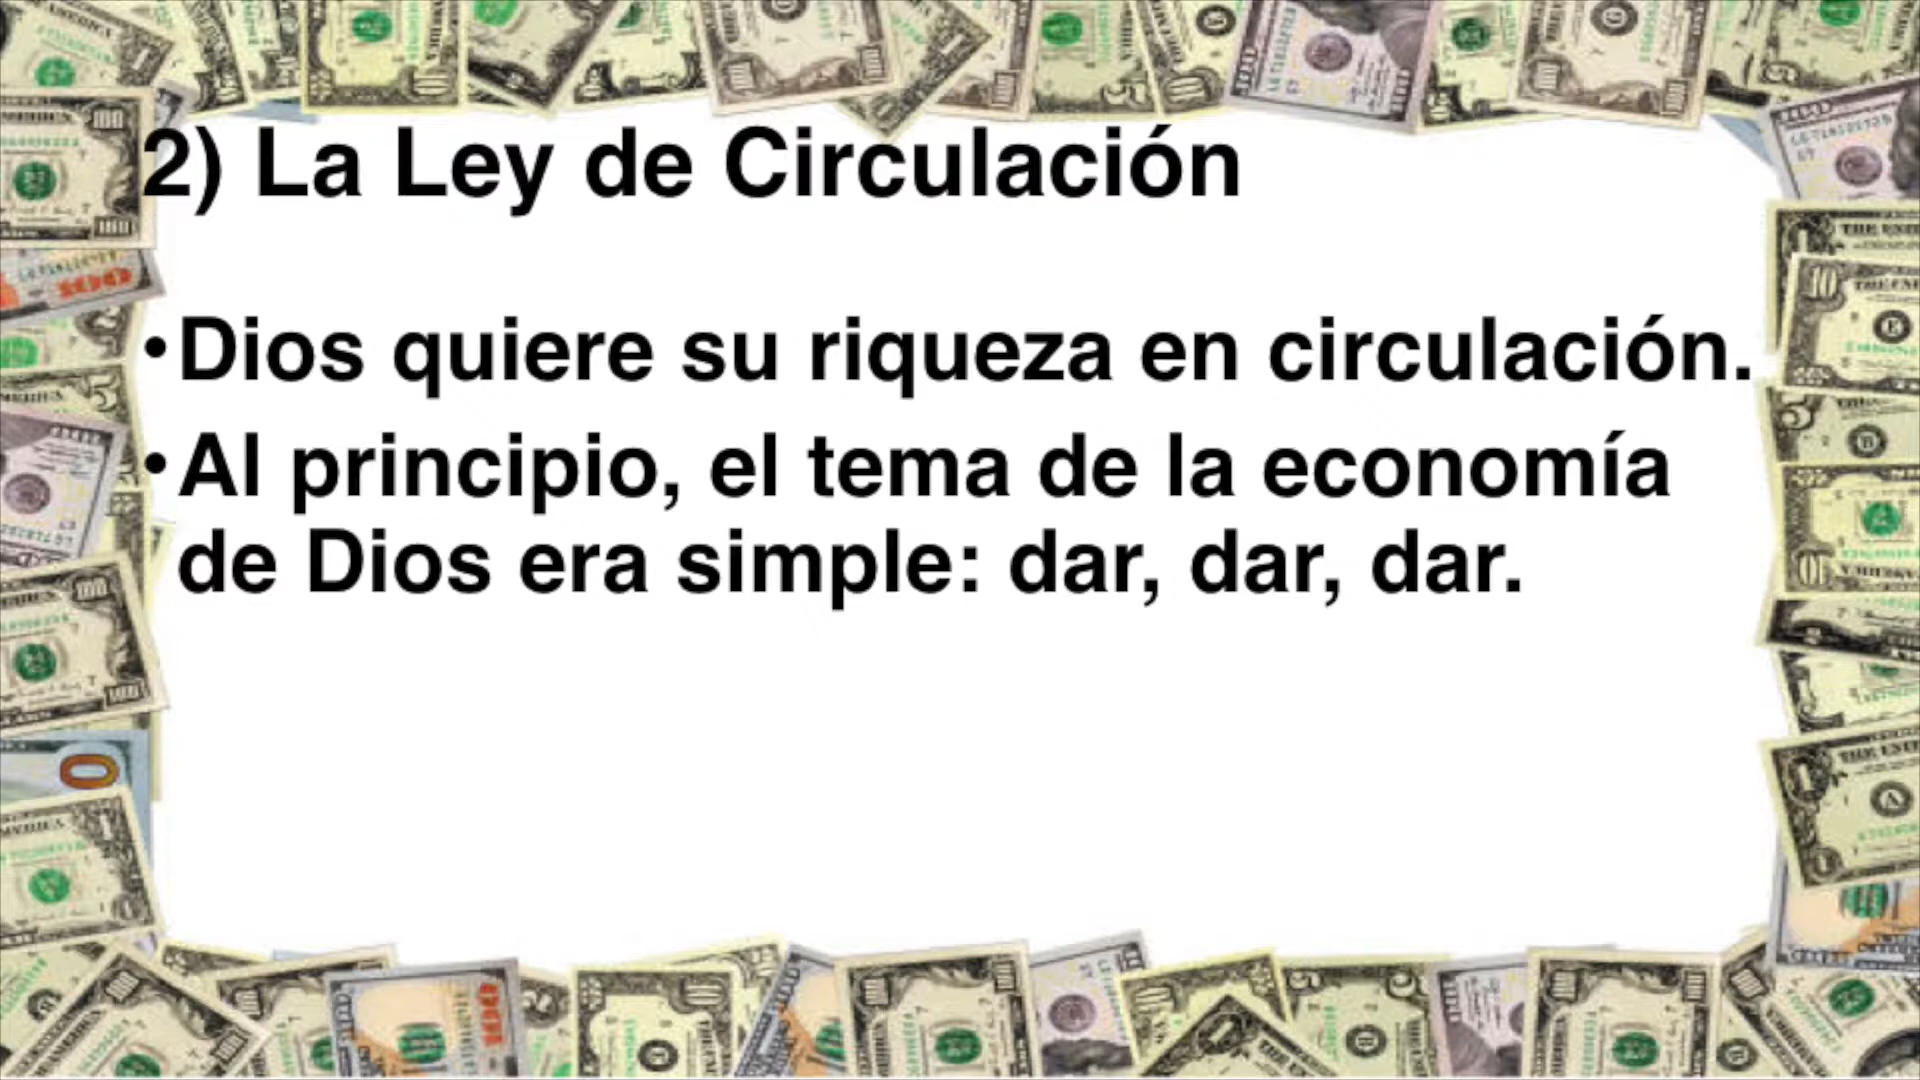 2) La Ley de Circulación
•Dios quiere su riqueza en circulación.
•Al principio, el tema de la economía
de Dios era simple: dar, dar, dar.